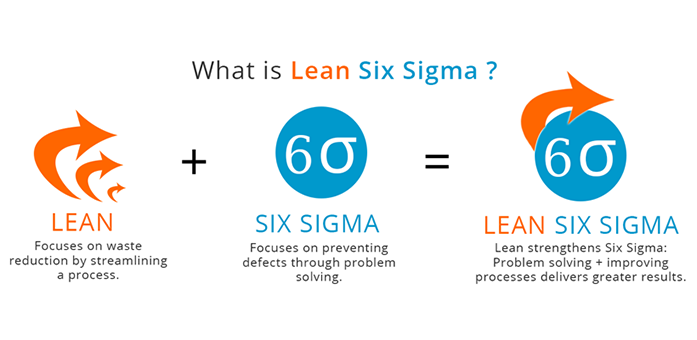 What is Lean Six Sigma ?
+
6σ
=
6σ
LEAN
Focuses on waste
reduction by streamlining
a process.
SIX SIGMA
Focuses on preventing
defects through problem
solving.
LEAN SIX SIGMA
Lean strengthens Six Sigma:
Problem solving + improving
processes delivers greater results.